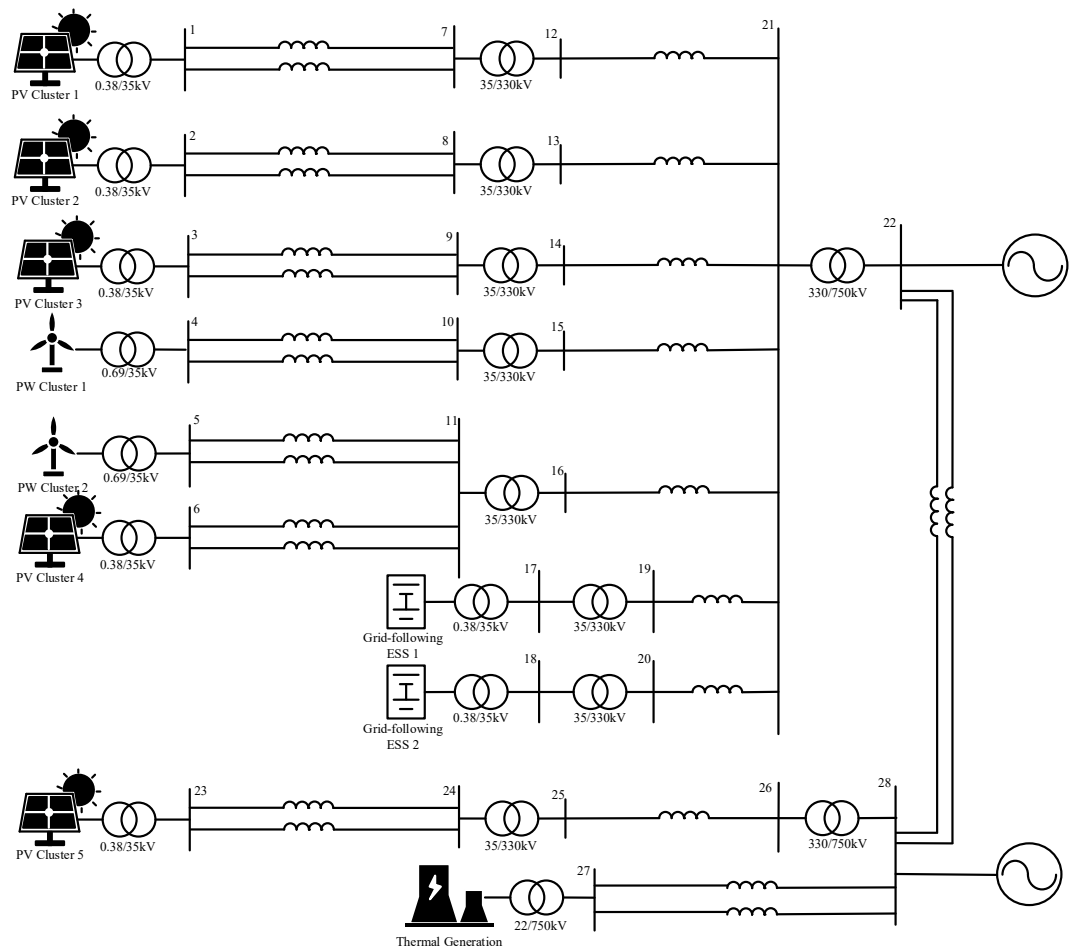 1
7
12
21
0.38/35kV
35/330kV
PV Cluster 1
2
8
13
0.38/35kV
35/330kV
PV Cluster 2
3
9
14
22
0.38/35kV
35/330kV
330/750kV
PV Cluster 3
4
10
15
0.69/35kV
35/330kV
PW Cluster 1
5
11
16
0.69/35kV
PW Cluster 2
6
35/330kV
0.38/35kV
PV Cluster 4
17
19
0.38/35kV
35/330kV
Grid-following
ESS 1
18
20
0.38/35kV
35/330kV
Grid-following
ESS 2
23
24
25
26
28
0.38/35kV
35/330kV
330/750kV
PV Cluster 5
27
22/750kV
Thermal Generation